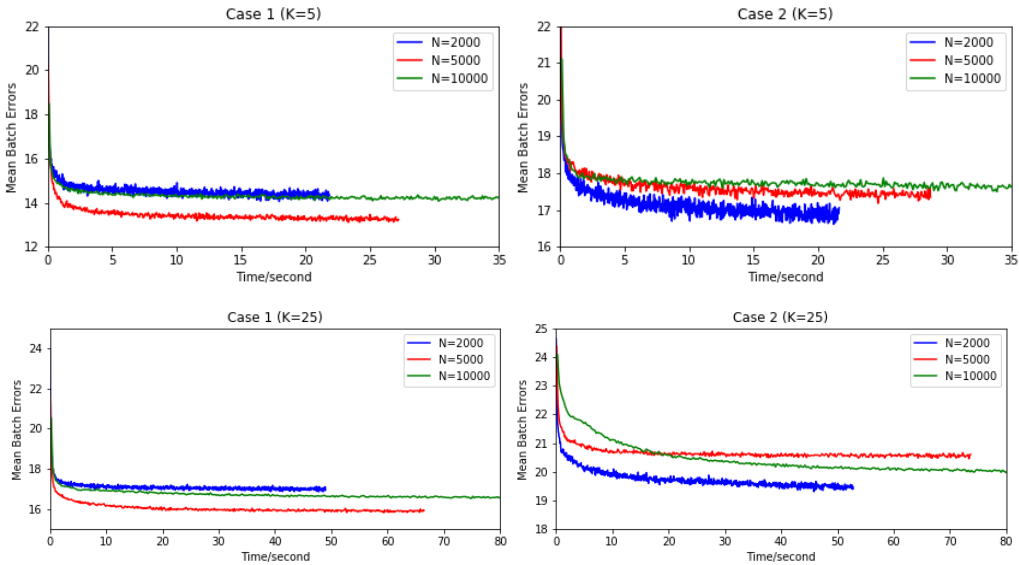 Case 1 (K=5)
22
20
18
16
14
12
Mean Batch Errors
0 5 10 15 20 25 30 35
Time/second
N=2000
N=5000
N=10000
Case 2 (K=5)
22
21
20
19
18
17
16
Mean Batch Errors
0 5 10 15 20 25 30 35
Time/second
N=2000
N=5000
N=10000
Case 1 (K=25)
24
22
20
18
16
Mean Batch Errors
0 10 20 30 40 50 60 70 80
Time/second
N=2000
N=5000
N=10000
Case 2 (K=25)
25
24
23
22
21
20
19
18
Mean Batch Errors
0 10 20 30 40 50 60 70 80
Time/second
N=2000
N=5000
N=10000